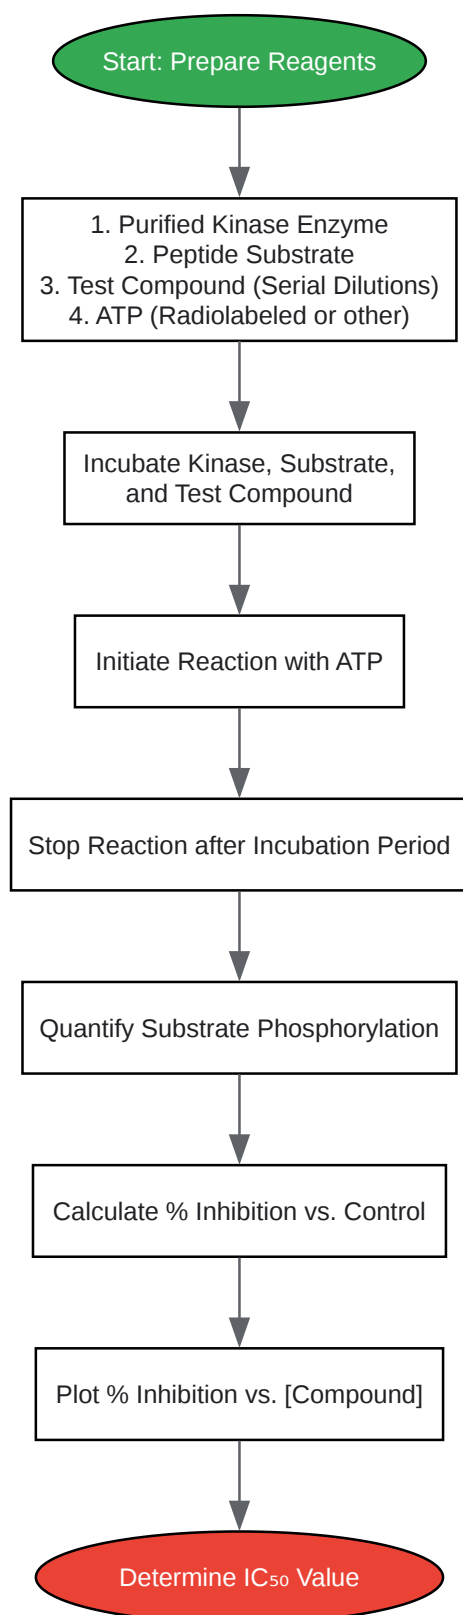 Start: Prepare Reagents
1. Purified Kinase Enzyme
2. Peptide Substrate
3. Test Compound (Serial Dilutions)
4. ATP (Radiolabeled or other)
Incubate Kinase, Substrate,
and Test Compound
Initiate Reaction with ATP
Stop Reaction after Incubation Period
Quantify Substrate Phosphorylation
Calculate % Inhibition vs. Control
Plot % Inhibition vs. [Compound]
Determine IC₅₀ Value